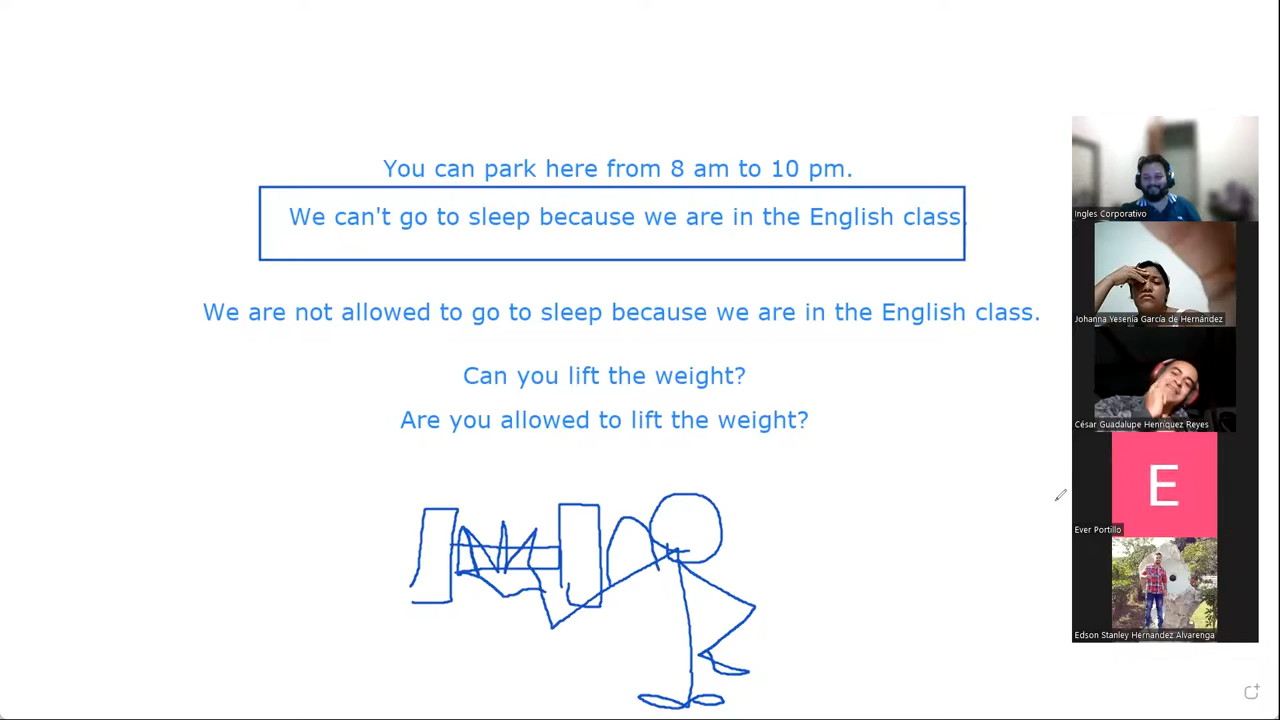 You can park here from 8 am to 10 pm.
We can't go to sleep because we are in the English class.
We are not allowed to go to sleep because we are in the English class.
Can you lift the weight?
Are you allowed to lift the weight?
Ingles Corporativo
Johanna Yesenia García de Hernández
César Guadalupe Henriquez Reyes
E
Ever Portillo
Edson Stanley Hernández Alvarenga